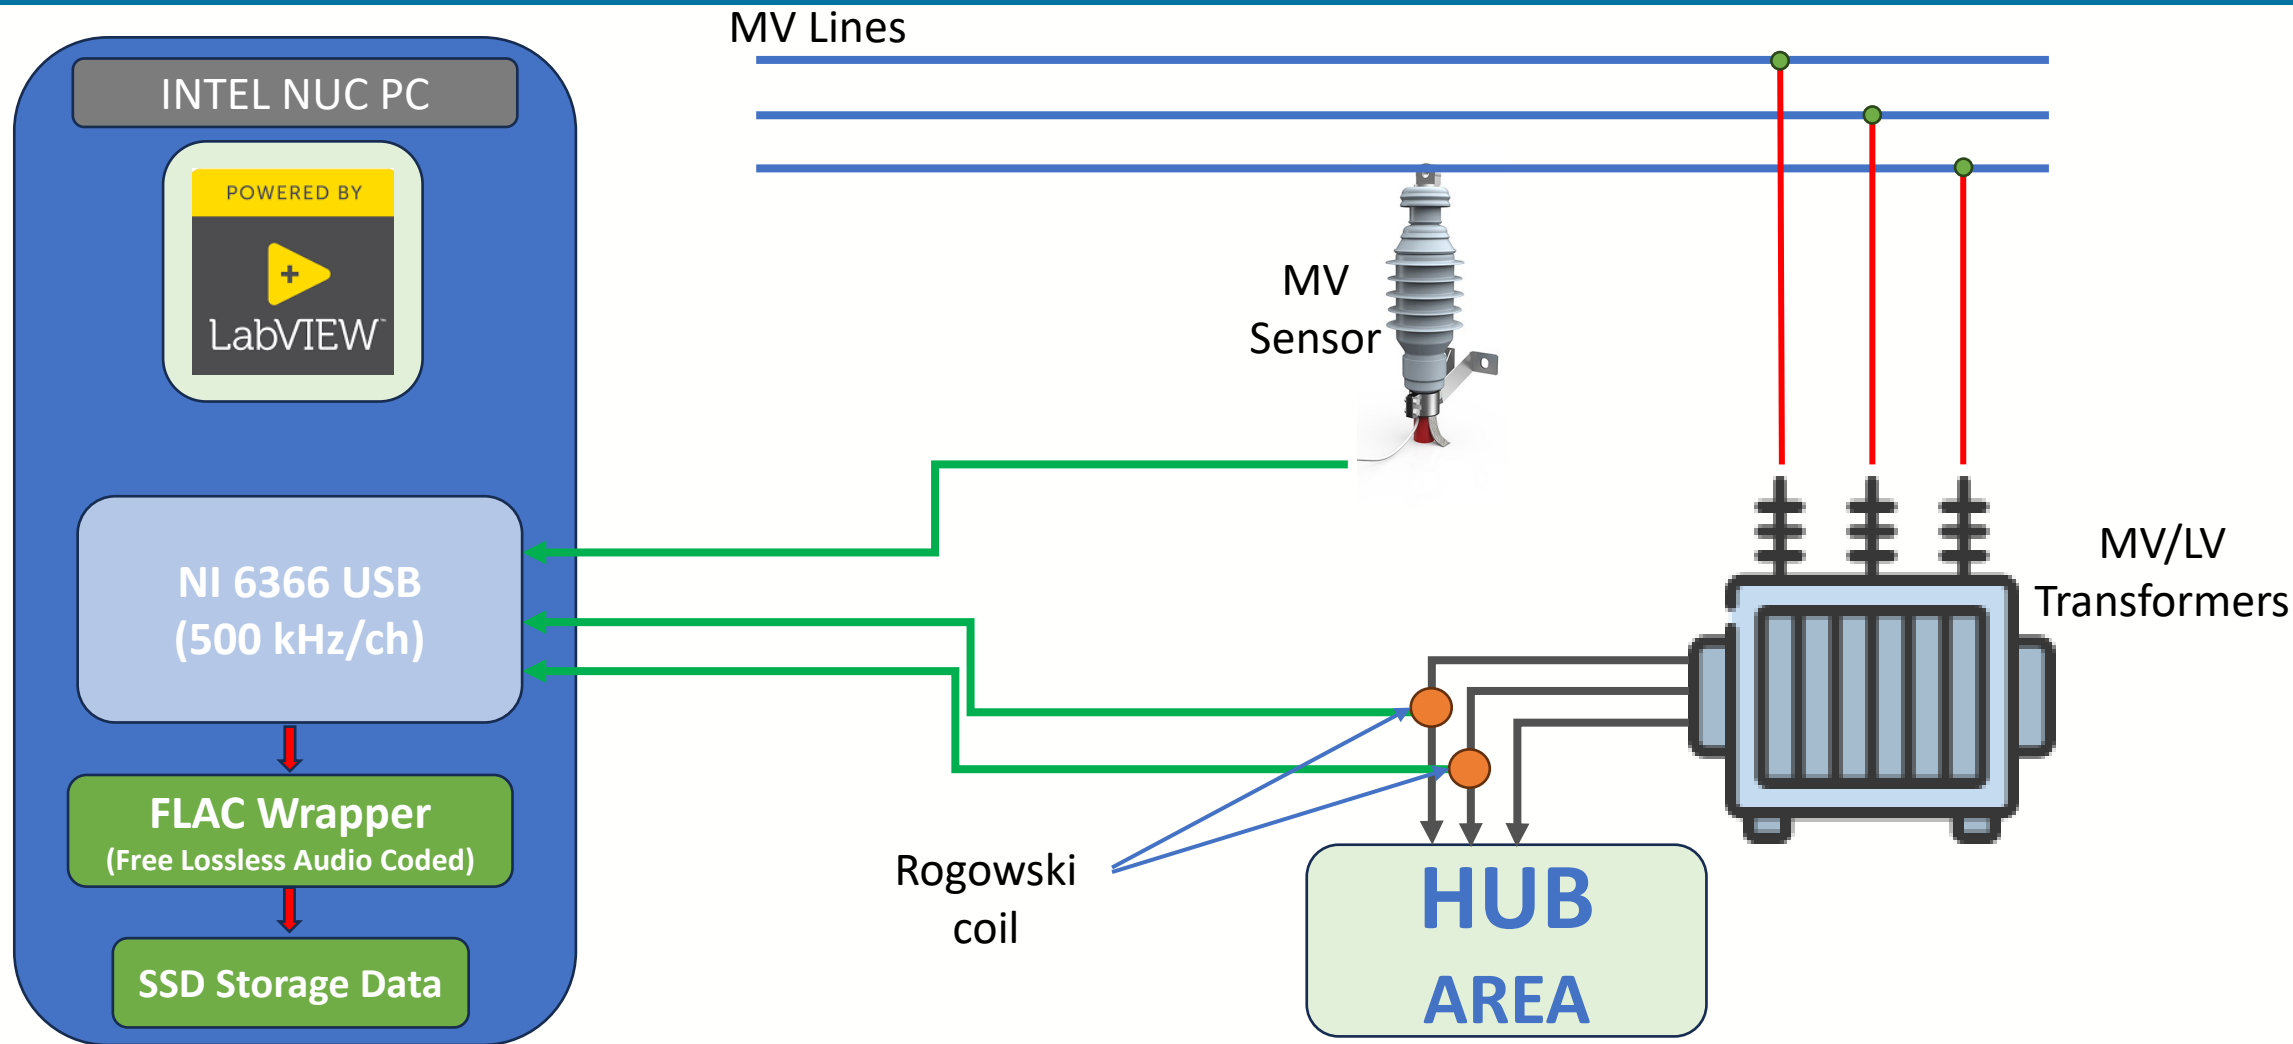 MV Lines
INTEL NUC PC
POWERED BY
LabVIEW™
MV
Sensor
NI 6366 USB
(500 kHz/ch)
MV/LV
Transformers
FLAC Wrapper
(Free Lossless Audio Coded)
Rogowski
coil
HUB
AREA
SSD Storage Data